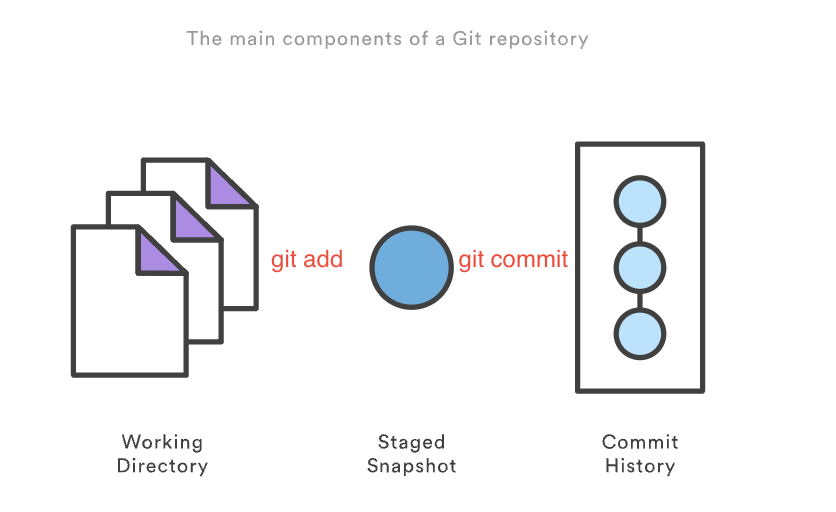 The main components of a Git repository
git add
git commit
Working
Directory
Staged
Snapshot
Commit
History